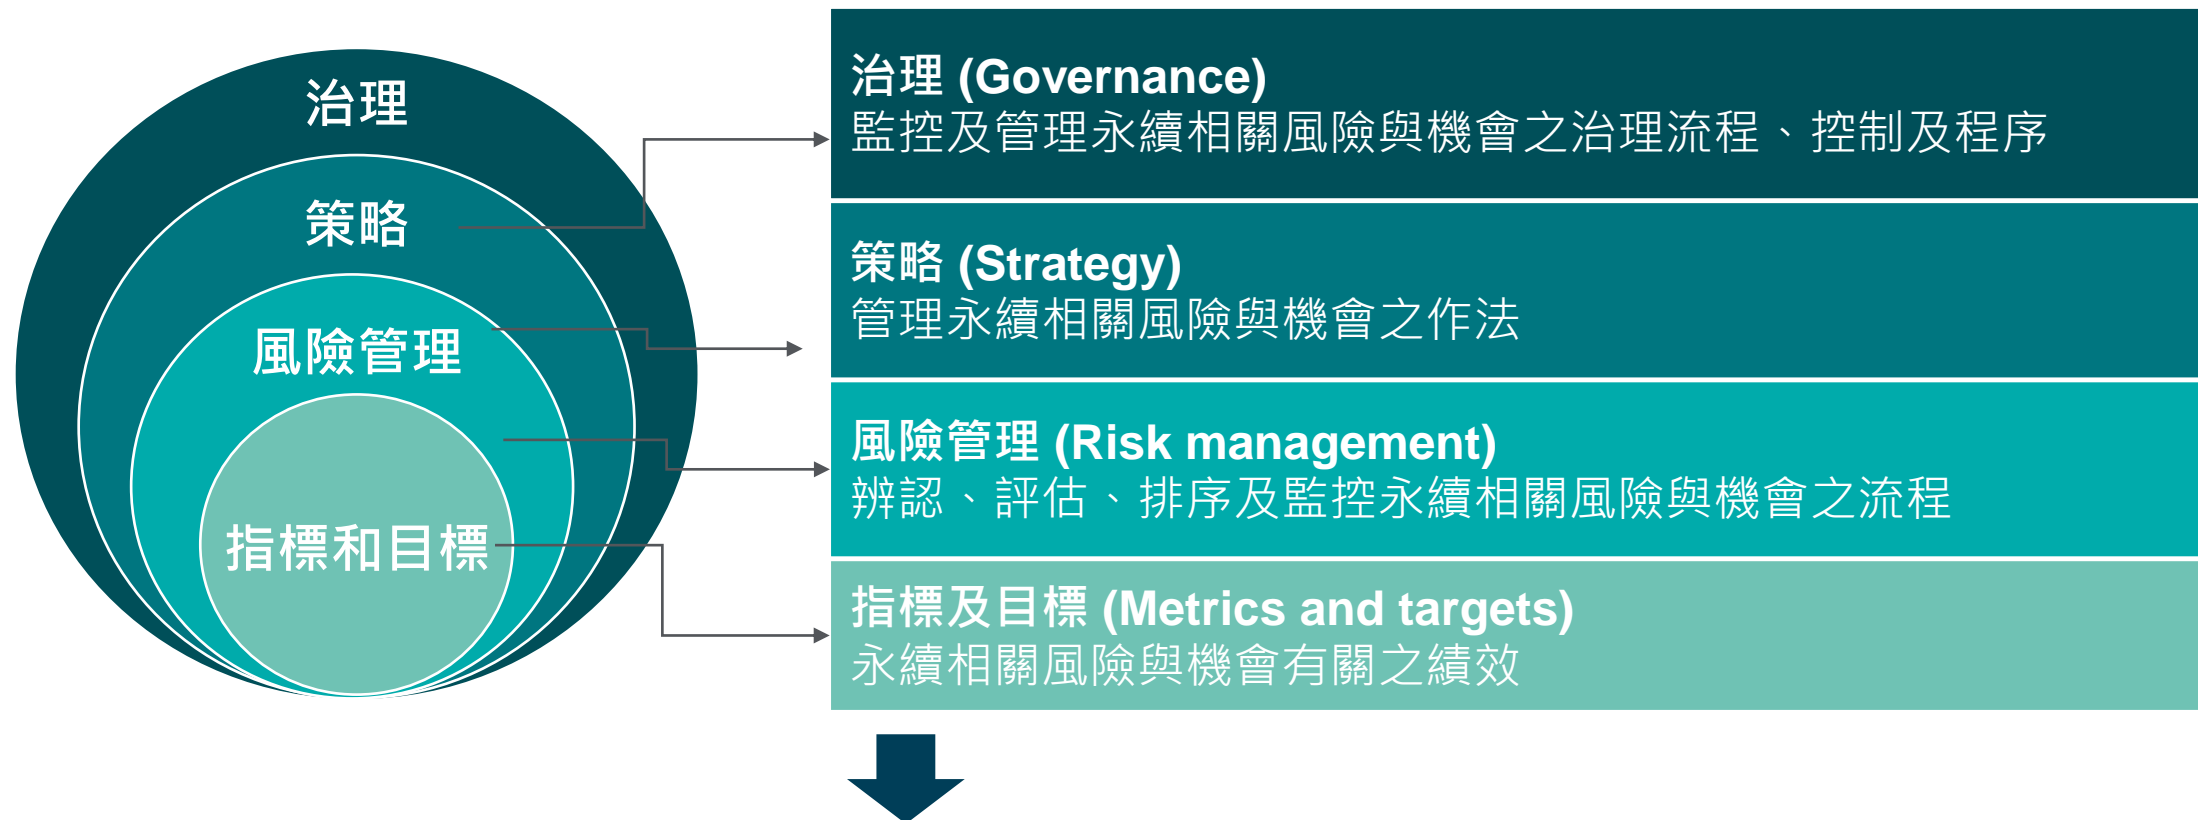 治理
策略
風險管理
指標和目標
治理 (Governance)
監控及管理永續相關風險與機會之治理流程、控制及程序
策略 (Strategy)
管理永續相關風險與機會之作法
風險管理 (Risk management)
辨認、評估、排序及監控永續相關風險與機會之流程
指標及目標 (Metrics and targets)
永續相關風險與機會有關之績效